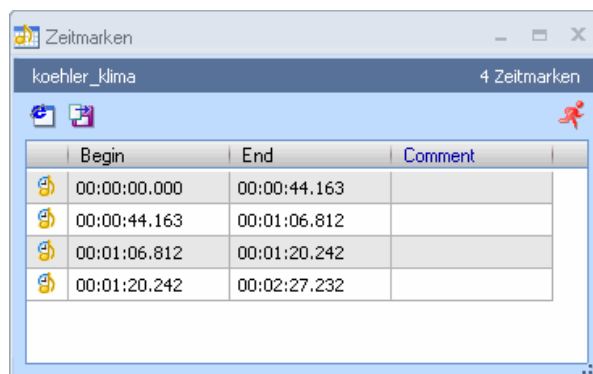 Zeitmarken
koehler_klima 4 Zeitmarken
Begin End Comment
00:00:00.000 00:00:44.163
00:00:44.163 00:01:06.812
00:01:06.812 00:01:20.242
00:01:20.242 00:02:27.232